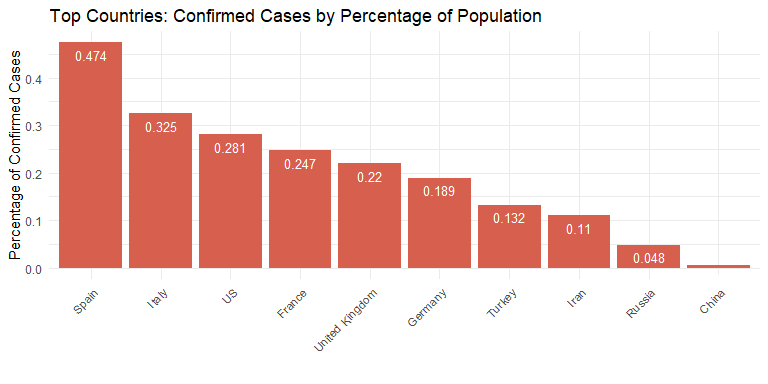 Top Countries: Confirmed Cases by Percentage of Population
Percentage of Confirmed Cases
0.4
0.3
0.2
0.1
0.0
0.474
0.325
0.281
0.247
0.22
0.189
0.132
0.11
0.048
Spain
Italy
US
France
United Kingdom
Germany
Turkey
Iran
Russia
China